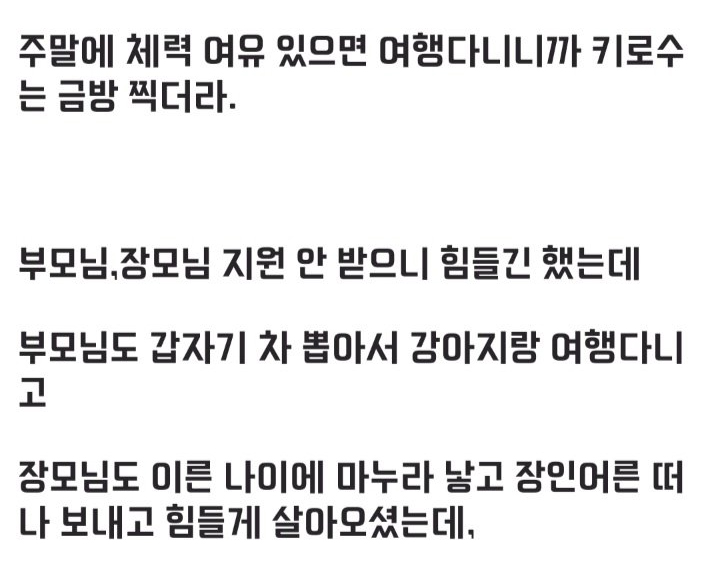 주말에 체력 여유 있으면 여행다니니까 키로수
는 금방 찍더라.
부모님,장모님 지원 안 받으니 힘들긴 했는데
부모님도 갑자기 차 뽑아서 강아지랑 여행다니
고
장모님도 이른 나이에 마누라 낳고 장인어른 떠
나 보내고 힘들게 살아오셨는데,